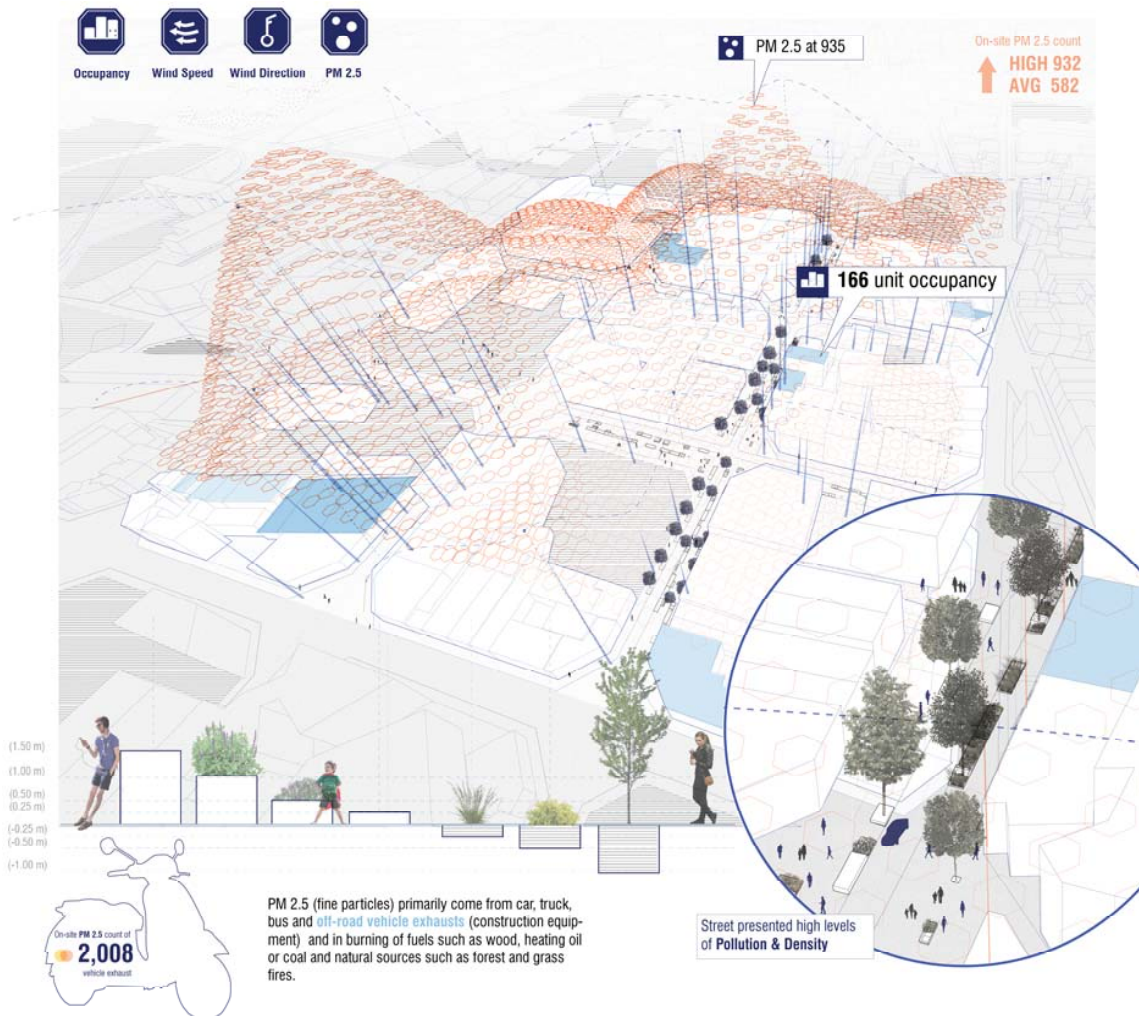 Occupancy
Wind Speed
Wind Direction
PM 2.5
PM 2.5 at 935
On-site PM 2.5 count
HIGH 932
AVG 582
166 unit occupancy
(1.50 m)
(1.00 m)
(0.50 m)
(0.25 m)
(-0.25 m)
(-0.50 m)
(-1.00 m)
On-site PM 2.5 count of
2,008
vehicle exhaust
PM 2.5 (fine particles) primarily come from car, truck,
bus and off-road vehicle exhausts (construction equip-
ment) and in burning of fuels such as wood, heating oil
or coal and natural sources such as forest and grass
fires.
Street presented high levels
of Pollution & Density